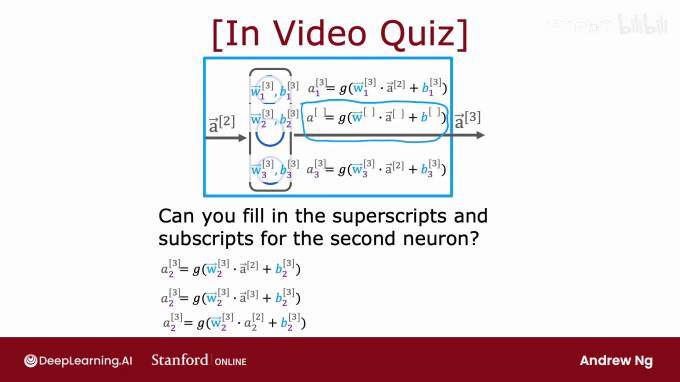 [In Video Quiz]
bilibili
w⃗₁^[3], b₁^[3] a₁^[3] = g(w⃗₁^[3] · a⃗^[2] + b₁^[3])
w⃗₂^[3], b₂^[3] a^[ ] = g(w⃗^[ ] · a⃗^[ ] + b^[ ])
a⃗^[2] a⃗^[3]
w⃗₃^[3], b₃^[3] a₃^[3] = g(w⃗₃^[3] · a⃗^[2] + b₃^[3])
Can you fill in the superscripts and
subscripts for the second neuron?
a₂^[3] = g(w⃗₂^[3] · a⃗^[2] + b₂^[3])
a₂^[3] = g(w⃗₂^[3] · a⃗^[3] + b₂^[3])
a₂^[3] = g(w⃗₂^[3] · a₂^[2] + b₂^[3])
DeepLearning.AI Stanford ONLINE Andrew Ng